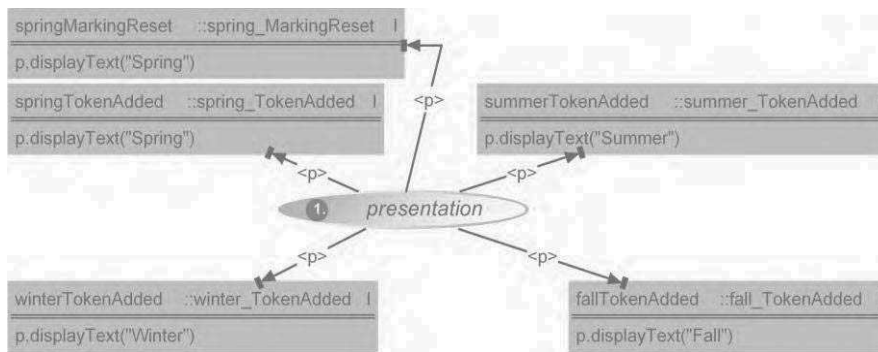 springMarkingReset ::spring_MarkingReset I
p.displayText("Spring")
springTokenAdded ::spring_TokenAdded I
p.displayText("Spring")
<p>
summerTokenAdded ::summer_TokenAdded
p.displayText("Summer")
<p>
<p>
1. presentation
<p>
<p>
winterTokenAdded ::winter_TokenAdded I
p.displayText("Winter")
fallTokenAdded ::fall_TokenAdded
p.displayText("Fall")